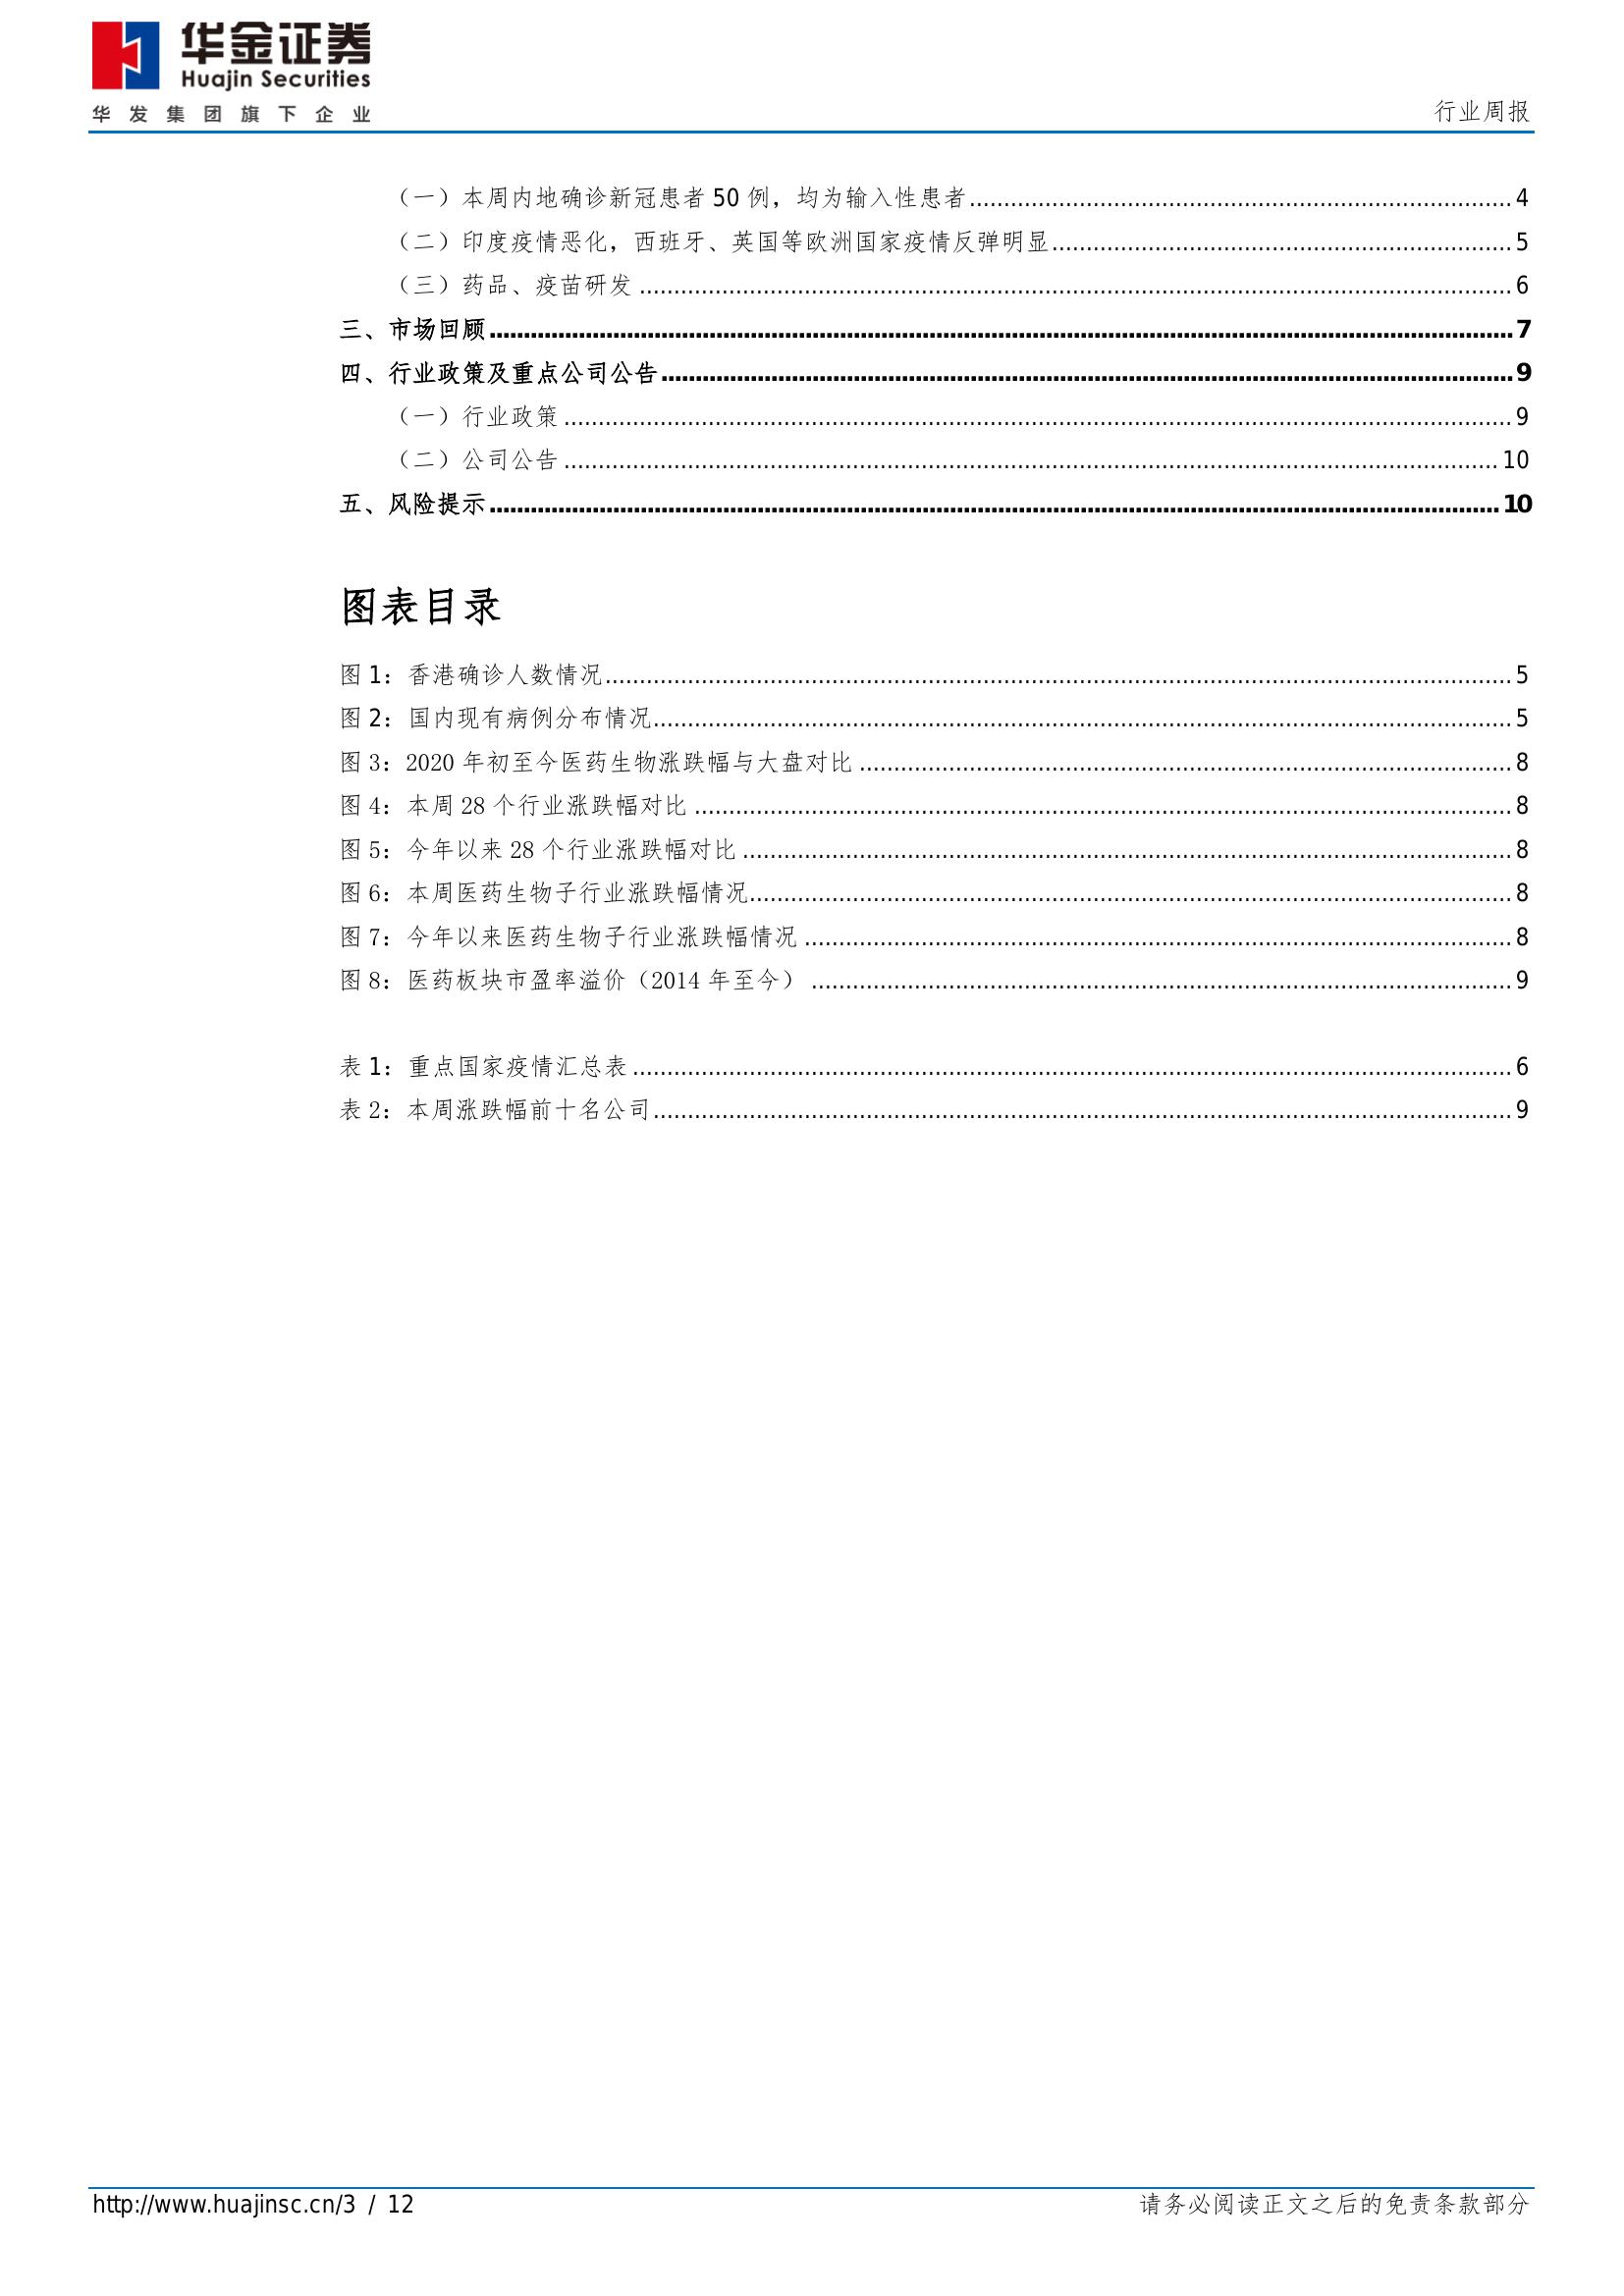 华金证券
Huajin Securities
华发集团旗下企业
行业周报
（一）本周内地确诊新冠患者 50 例，均为输入性患者 4
（二）印度疫情恶化，西班牙、英国等欧洲国家疫情反弹明显 5
（三）药品、疫苗研发 6
三、市场回顾 7
四、行业政策及重点公司公告 9
（一）行业政策 9
（二）公司公告 10
五、风险提示 10
图表目录
图 1：香港确诊人数情况 5
图 2：国内现有病例分布情况 5
图 3：2020 年初至今医药生物涨跌幅与大盘对比 8
图 4：本周 28 个行业涨跌幅对比 8
图 5：今年以来 28 个行业涨跌幅对比 8
图 6：本周医药生物子行业涨跌幅情况 8
图 7：今年以来医药生物子行业涨跌幅情况 8
图 8：医药板块市盈率溢价（2014 年至今） 9
表 1：重点国家疫情汇总表 6
表 2：本周涨跌幅前十名公司 9
http://www.huajinsc.cn/3 / 12
请务必阅读正文之后的免责条款部分